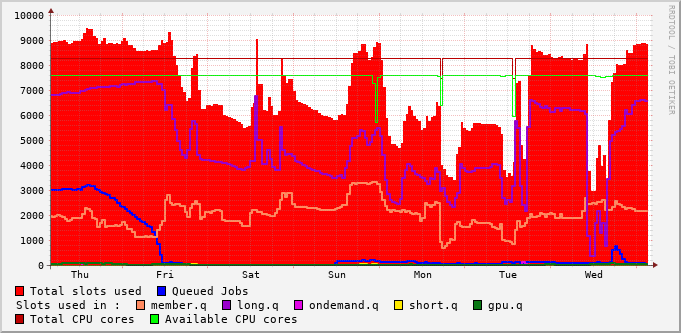 10000
9000
8000
7000
6000
5000
4000
3000
2000
1000
0
Thu Fri Sat Sun Mon Tue Wed
RRDTOOL / TOBI OETIKER
Total slots used Queued Jobs
Slots used in : member.q long.q ondemand.q short.q gpu.q
Total CPU cores Available CPU cores